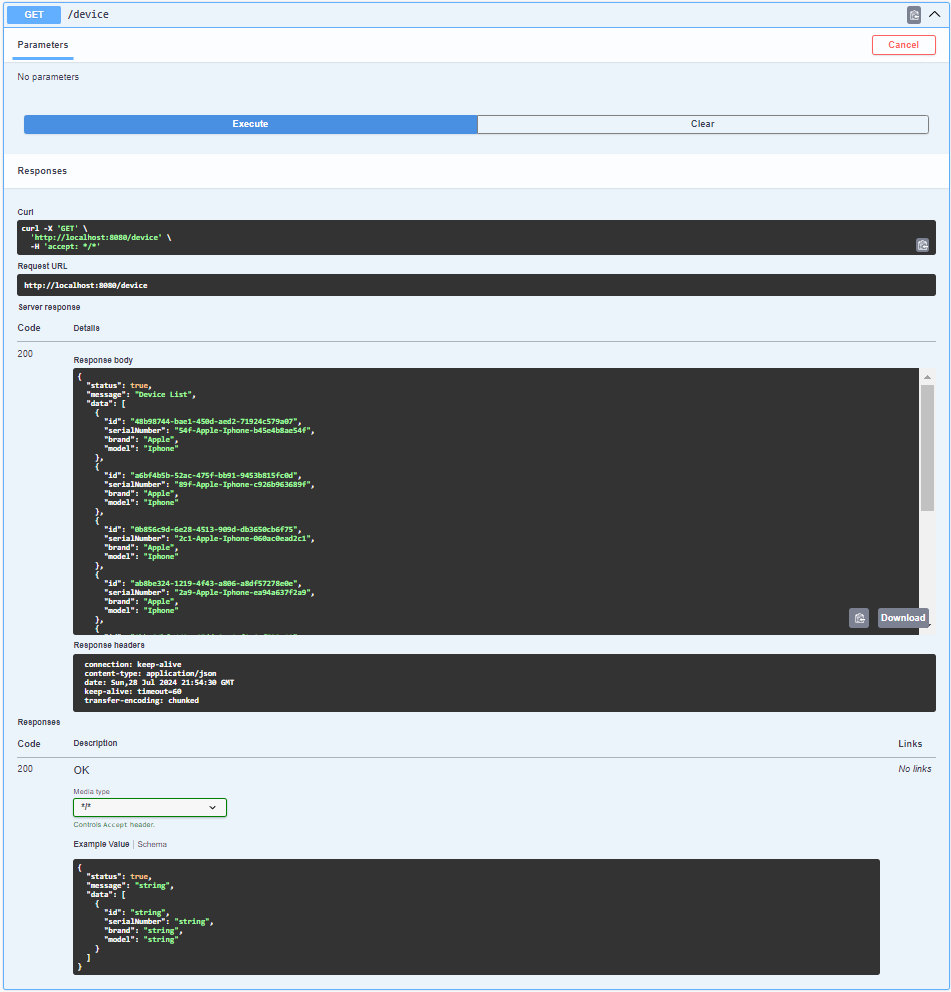 GET /device
Parameters
Cancel
No parameters
Execute
Clear
Responses
Curl
curl -X 'GET' \
  'http://localhost:8080/device' \
  -H 'accept: */*'
Request URL
http://localhost:8080/device
Server response
Code Details
200
Response body
{
  "status": true,
  "message": "Device List",
  "data": [
    {
      "id": "48b98744-bae1-450d-aed2-71924c579a07",
      "serialNumber": "54f-Apple-Iphone-b45e4b8ae54f",
      "brand": "Apple",
      "model": "Iphone"
    },
    {
      "id": "a6bf4b5b-52ac-475f-bb91-9453b815fc0d",
      "serialNumber": "89f-Apple-Iphone-c926b963689f",
      "brand": "Apple",
      "model": "Iphone"
    },
    {
      "id": "0b856c9d-6e28-4513-909d-db3650cb6f75",
      "serialNumber": "2c1-Apple-Iphone-060ac0ead2c1",
      "brand": "Apple",
      "model": "Iphone"
    },
    {
      "id": "ab8be324-1219-4f43-a806-a8df57278e0e",
      "serialNumber": "2a9-Apple-Iphone-ea94a637f2a9",
      "brand": "Apple",
      "model": "Iphone"
    },
    {
Download
Response headers
connection: keep-alive
content-type: application/json
date: Sun,28 Jul 2024 21:54:30 GMT
keep-alive: timeout=60
transfer-encoding: chunked
Responses
Code Description Links
200 OK No links
Media type
*/*
Controls Accept header.
Example Value | Schema
{
  "status": true,
  "message": "string",
  "data": [
    {
      "id": "string",
      "serialNumber": "string",
      "brand": "string",
      "model": "string"
    }
  ]
}